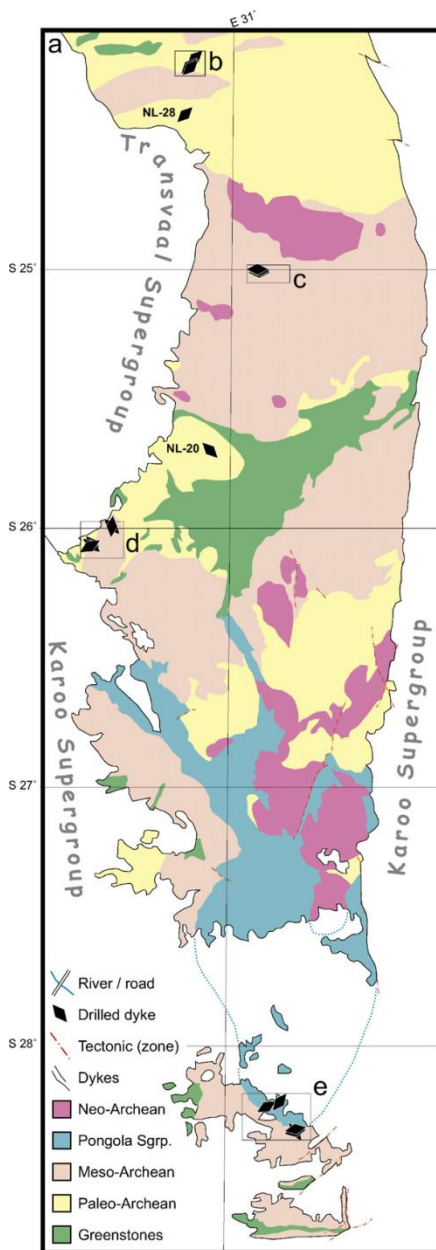 E 31°
a
b
NL-28
Transvaal Supergroup
S 25°
c
NL-20
S 26°
d
Karoo Supergroup
Karoo Supergroup
S 27°
River / road
Drilled dyke
Tectonic (zone)
S 28°
Dykes
e
Neo-Archean
Pongola Sgrp.
Meso-Archean
Paleo-Archean
Greenstones